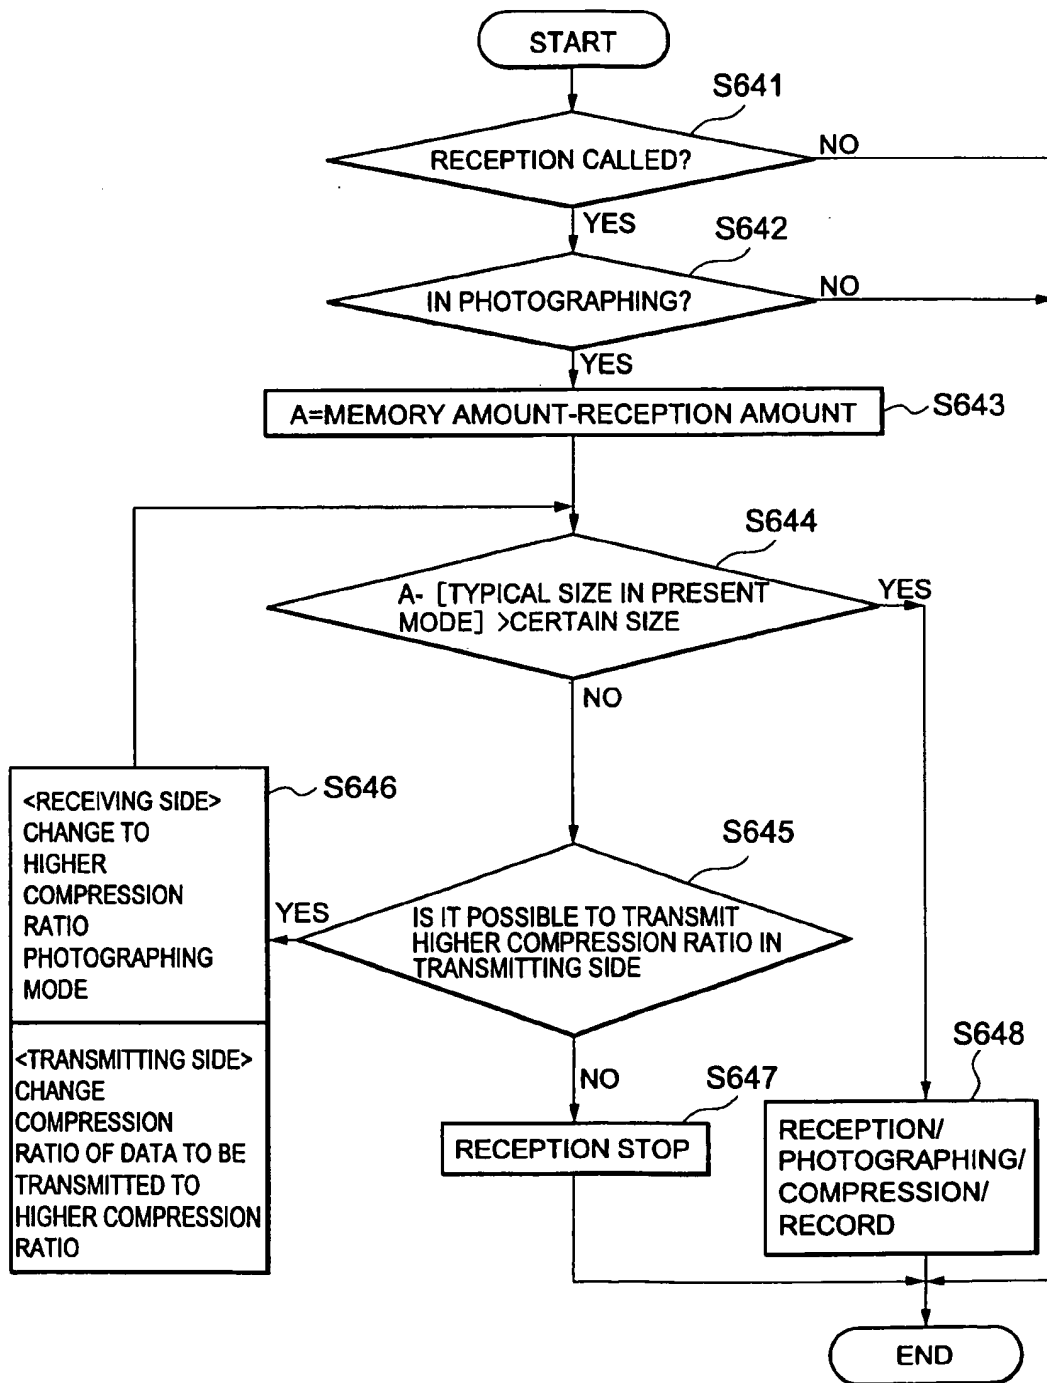 START
S641
RECEPTION CALLED?
NO
YES
S642
IN PHOTOGRAPHING?
NO
YES
A=MEMORY AMOUNT-RECEPTION AMOUNT
S643
S644
A- [TYPICAL SIZE IN PRESENT
MODE] >CERTAIN SIZE
YES
NO
<RECEIVING SIDE>
CHANGE TO
HIGHER
COMPRESSION
RATIO
PHOTOGRAPHING
MODE
S646
S645
YES
IS IT POSSIBLE TO TRANSMIT
HIGHER COMPRESSION RATIO IN
TRANSMITTING SIDE
<TRANSMITTING SIDE>
CHANGE
COMPRESSION
RATIO OF DATA TO BE
TRANSMITTED TO
HIGHER COMPRESSION
RATIO
NO
S647
RECEPTION STOP
S648
RECEPTION/
PHOTOGRAPHING/
COMPRESSION/
RECORD
END